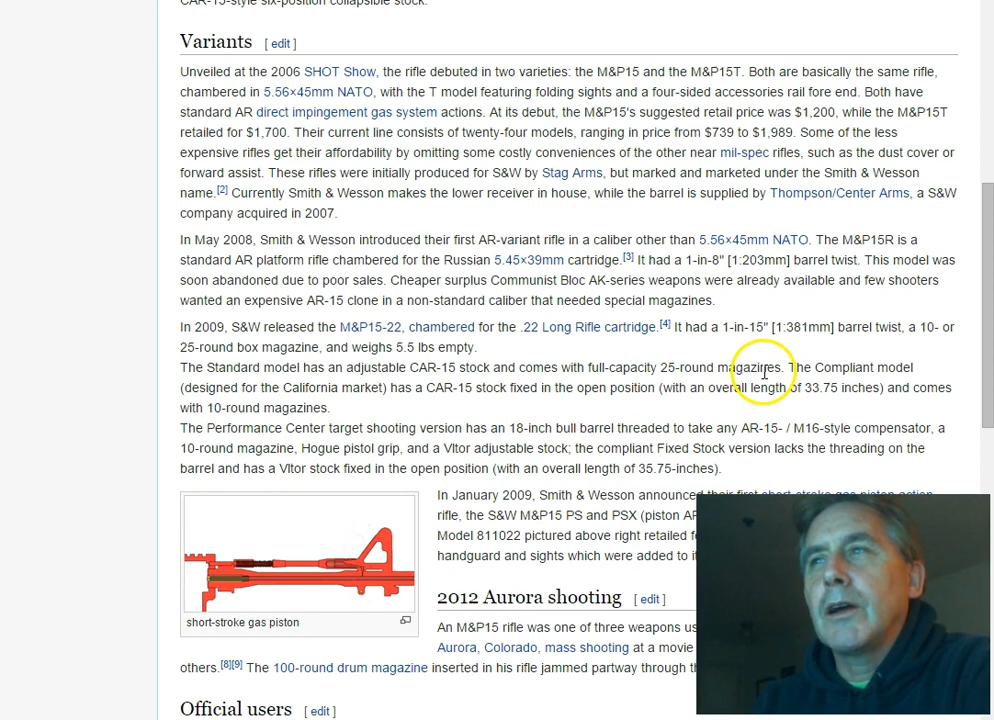 CAR-15-style six-position collapsible stock.
Variants [ edit ]
Unveiled at the 2006 SHOT Show, the rifle debuted in two varieties: the M&P15 and the M&P15T. Both are basically the same rifle,
chambered in 5.56×45mm NATO, with the T model featuring folding sights and a four-sided accessories rail fore end. Both have
standard AR direct impingement gas system actions. At its debut, the M&P15's suggested retail price was $1,200, while the M&P15T
retailed for $1,700. Their current line consists of twenty-four models, ranging in price from $739 to $1,989. Some of the less
expensive rifles get their affordability by omitting some costly conveniences of the other near mil-spec rifles, such as the dust cover or
forward assist. These rifles were initially produced for S&W by Stag Arms, but marked and marketed under the Smith & Wesson
name.[2] Currently Smith & Wesson makes the lower receiver in house, while the barrel is supplied by Thompson/Center Arms, a S&W
company acquired in 2007.
In May 2008, Smith & Wesson introduced their first AR-variant rifle in a caliber other than 5.56×45mm NATO. The M&P15R is a
standard AR platform rifle chambered for the Russian 5.45×39mm cartridge.[3] It had a 1-in-8" [1:203mm] barrel twist. This model was
soon abandoned due to poor sales. Cheaper surplus Communist Bloc AK-series weapons were already available and few shooters
wanted an expensive AR-15 clone in a non-standard caliber that needed special magazines.
In 2009, S&W released the M&P15-22, chambered for the .22 Long Rifle cartridge.[4] It had a 1-in-15" [1:381mm] barrel twist, a 10- or
25-round box magazine, and weighs 5.5 lbs empty.
The Standard model has an adjustable CAR-15 stock and comes with full-capacity 25-round magazines. The Compliant model
(designed for the California market) has a CAR-15 stock fixed in the open position (with an overall length of 33.75 inches) and comes
with 10-round magazines.
The Performance Center target shooting version has an 18-inch bull barrel threaded to take any AR-15- / M16-style compensator, a
10-round magazine, Hogue pistol grip, and a Vltor adjustable stock; the compliant Fixed Stock version lacks the threading on the
barrel and has a Vltor stock fixed in the open position (with an overall length of 35.75-inches).
In January 2009, Smith & Wesson announced their first short-stroke gas piston action
rifle, the S&W M&P15 PS and PSX (piston
Model 811022 pictured above right retailed
handguard and sights which were added to
short-stroke gas piston
2012 Aurora shooting [ edit ]
An M&P15 rifle was one of three weapons
Aurora, Colorado, mass shooting at a movie
others.[8][9] The 100-round drum magazine inserted in his rifle jammed partway through
Official users [ edit ]